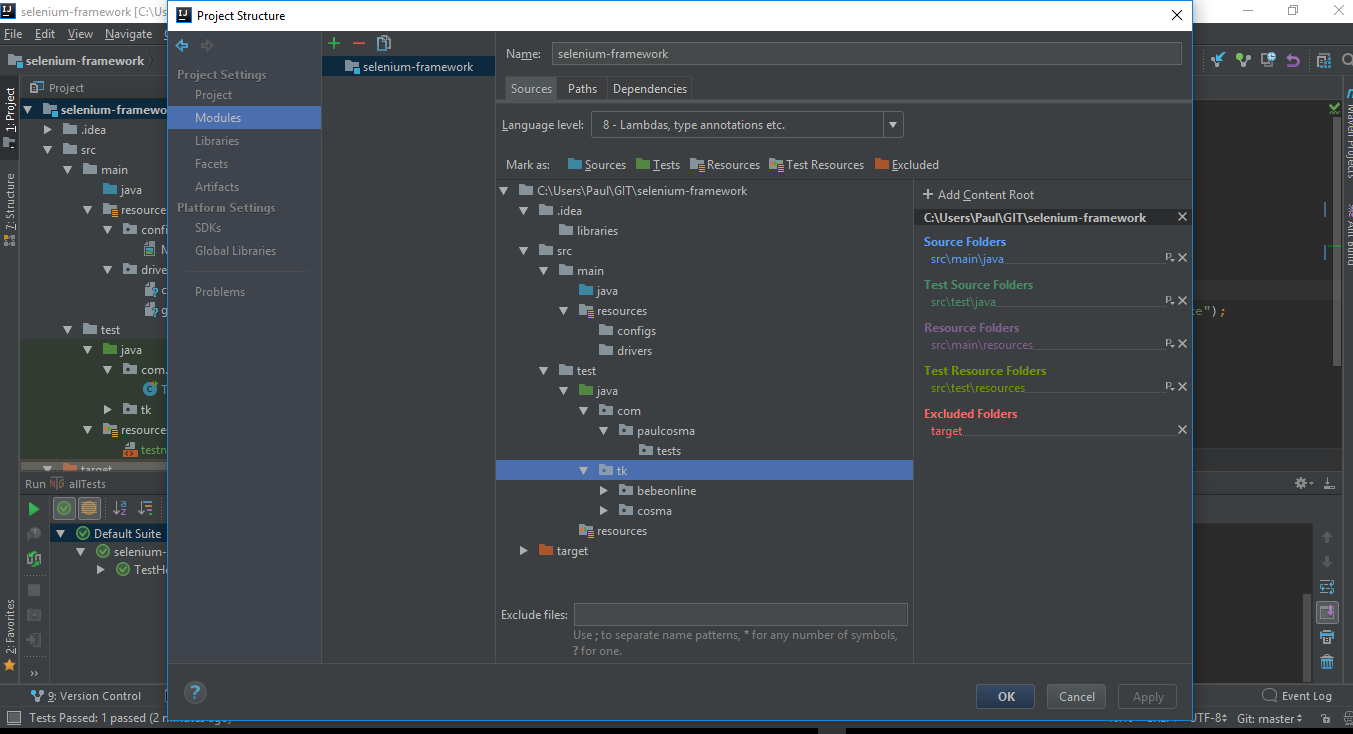 selenium-framework [C:\Us
Project Structure
File Edit View Navigate
selenium-framework
Project
1: Project
7: Structure
2: Favorites
selenium-framewo
.idea
src
main
java
resource
confi
drive
test
java
com.
tk
resource
testn
target
Run allTests
Default Suite
selenium-
TestHe
9: Version Control
Tests Passed: 1 passed (2 minutes ago)
Project Settings
Project
Modules
Libraries
Facets
Artifacts
Platform Settings
SDKs
Global Libraries
Problems
selenium-framework
Name: selenium-framework
Sources Paths Dependencies
Language level: 8 - Lambdas, type annotations etc.
Mark as: Sources Tests Resources Test Resources Excluded
C:\Users\Paul\GIT\selenium-framework
.idea
libraries
src
main
java
resources
configs
drivers
test
java
com
paulcosma
tests
tk
bebeonline
cosma
resources
target
Exclude files:
Use ; to separate name patterns, * for any number of symbols,
? for one.
+ Add Content Root
C:\Users\Paul\GIT\selenium-framework
Source Folders
src\main\java
Test Source Folders
src\test\java
Resource Folders
src\main\resources
Test Resource Folders
src\test\resources
Excluded Folders
target
OK Cancel Apply
e");
Maven Projects
Ant Build
Event Log
UTF-8 Git: master